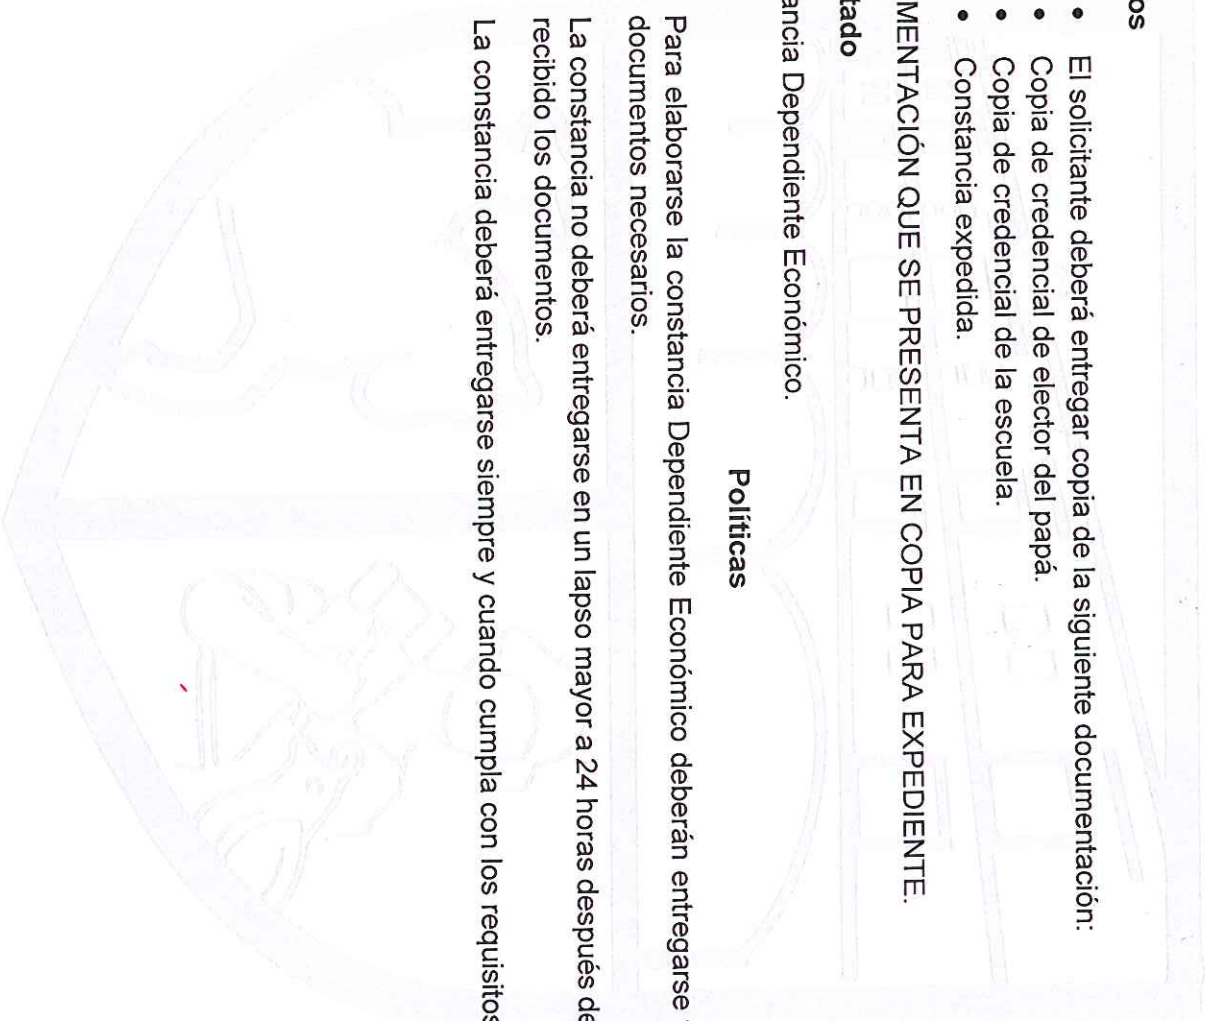 os
• El solicitante deberá entregar copia de la siguiente documentación:
• Copia de credencial de elector del papá.
• Copia de credencial de la escuela.
• Constancia expedida.
MENTACIÓN QUE SE PRESENTA EN COPIA PARA EXPEDIENTE.
tado
ancia Dependiente Económico.
Políticas
Para elaborarse la constancia Dependiente Económico deberán entregarse
documentos necesarios.
La constancia no deberá entregarse en un lapso mayor a 24 horas después de
recibido los documentos.
La constancia deberá entregarse siempre y cuando cumpla con los requisitos